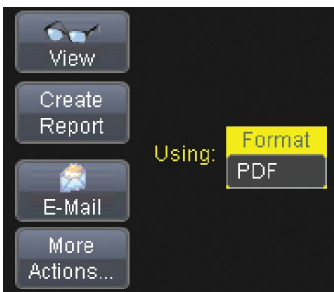 View
Create
Report
Using:
Format
PDF
E-Mail
More
Actions...